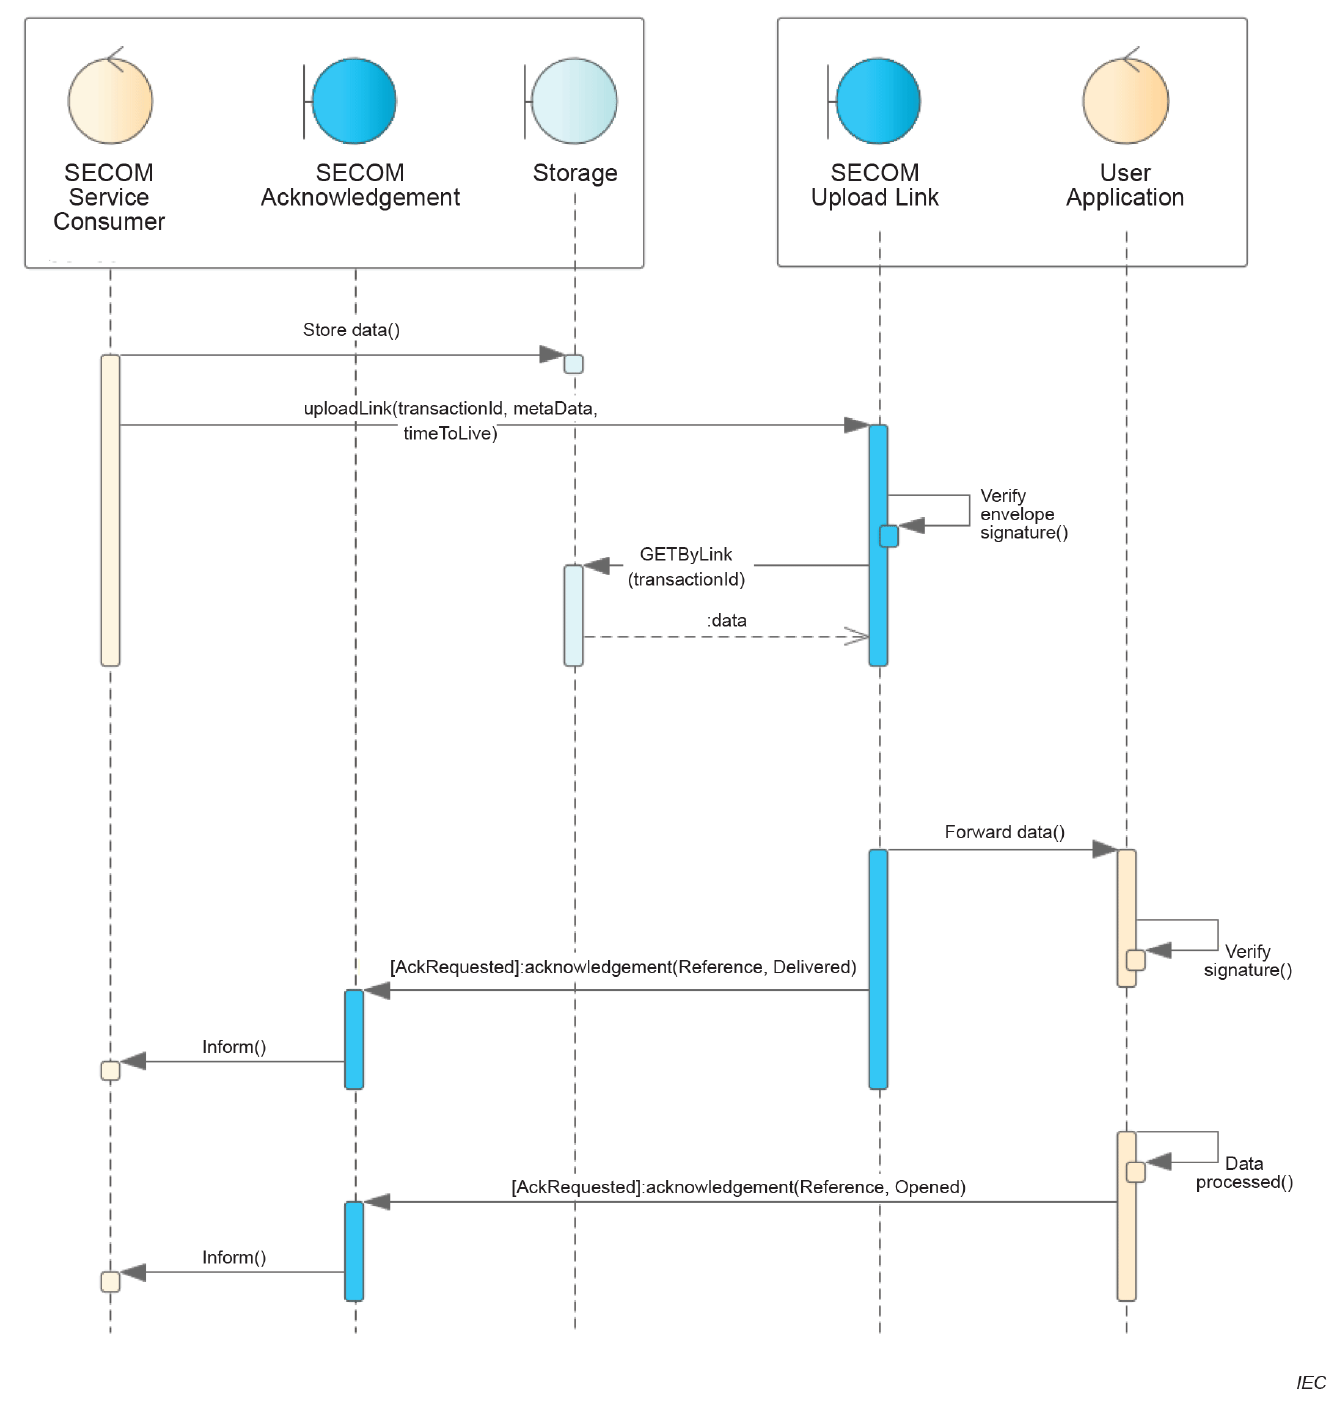 SECOM
Service
Consumer
SECOM
Acknowledgement
Storage
SECOM
Upload Link
User
Application
Store data()
uploadLink(transactionId, metaData,
timeToLive)
Verify
envelope
signature()
GETByLink
(transactionId)
:data
Forward data()
Verify
signature()
[AckRequested]:acknowledgement(Reference, Delivered)
Inform()
Data
processed()
[AckRequested]:acknowledgement(Reference, Opened)
Inform()
IEC